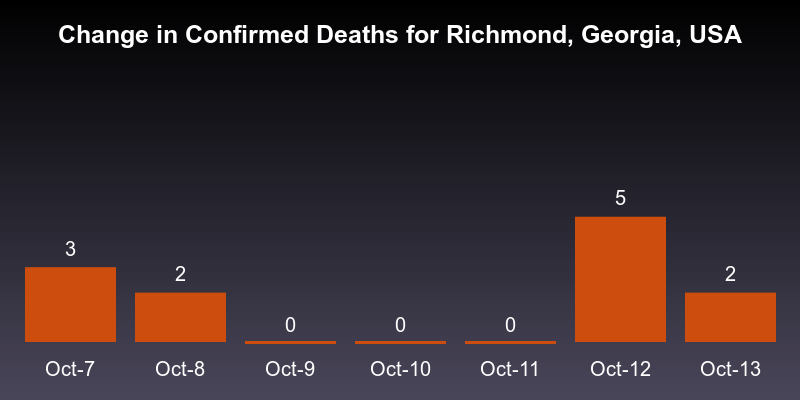 Change in Confirmed Deaths for Richmond, Georgia, USA
3 2 0 0 0 5 2
Oct-7 Oct-8 Oct-9 Oct-10 Oct-11 Oct-12 Oct-13